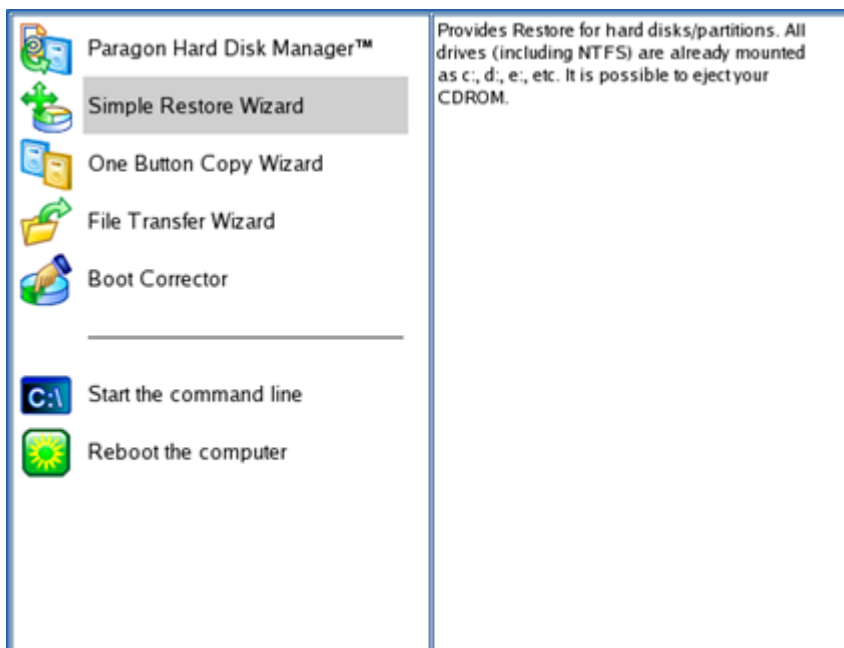 Paragon Hard Disk Manager™
Simple Restore Wizard
One Button Copy Wizard
File Transfer Wizard
Boot Corrector
C:\
Start the command line
Reboot the computer
Provides Restore for hard disks/partitions. All
drives (including NTFS) are already mounted
as c:, d:, e:, etc. It is possible to eject your
CDROM.